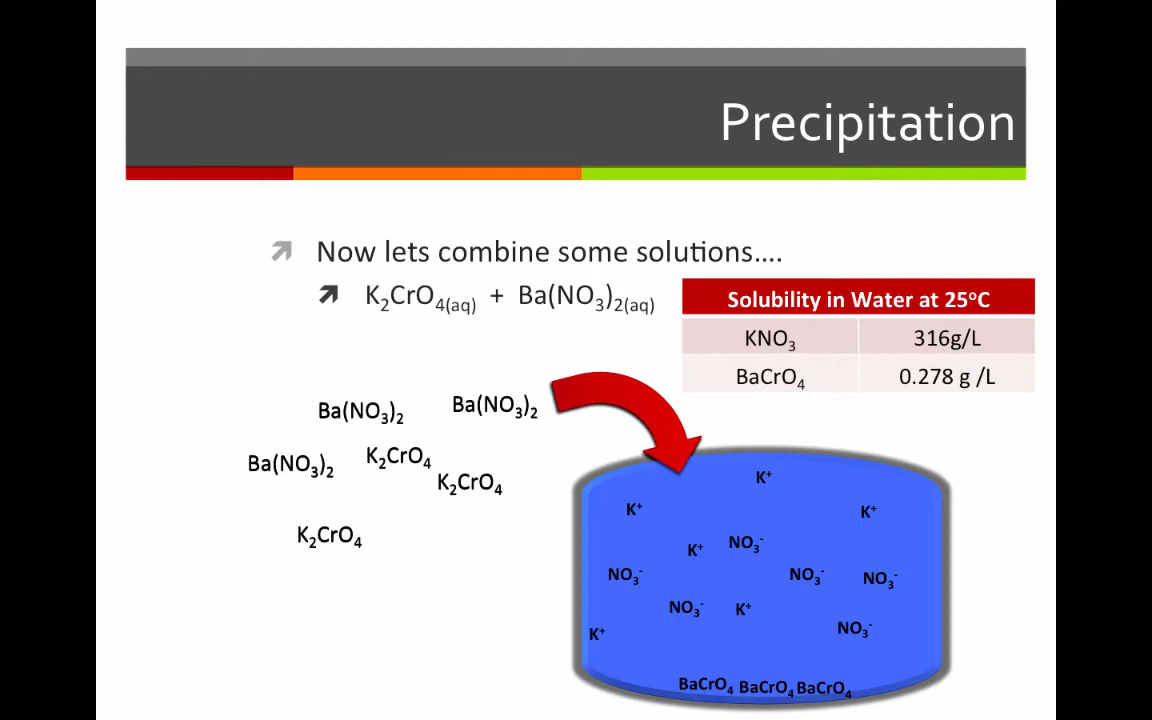 Precipitation
Now lets combine some solutions....
K₂CrO₄(aq) + Ba(NO₃)₂(aq)
Solubility in Water at 25°C
KNO₃ 316g/L
BaCrO₄ 0.278 g /L
Ba(NO₃)₂ Ba(NO₃)₂
Ba(NO₃)₂ K₂CrO₄
K₂CrO₄
K₂CrO₄
K⁺
K⁺ K⁺
K⁺ NO₃⁻
NO₃⁻ NO₃⁻ NO₃⁻
NO₃⁻ K⁺
K⁺ NO₃⁻
BaCrO₄ BaCrO₄ BaCrO₄